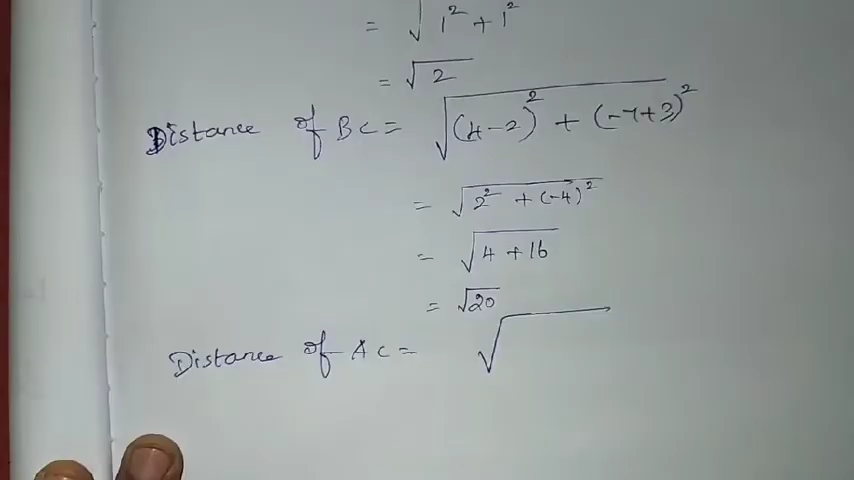 = √1² + 1²
= √2
Distance of BC = √(4-2)² + (-7+3)²
= √2² + (-4)²
= √4 + 16
= √20
Distance of AC = √